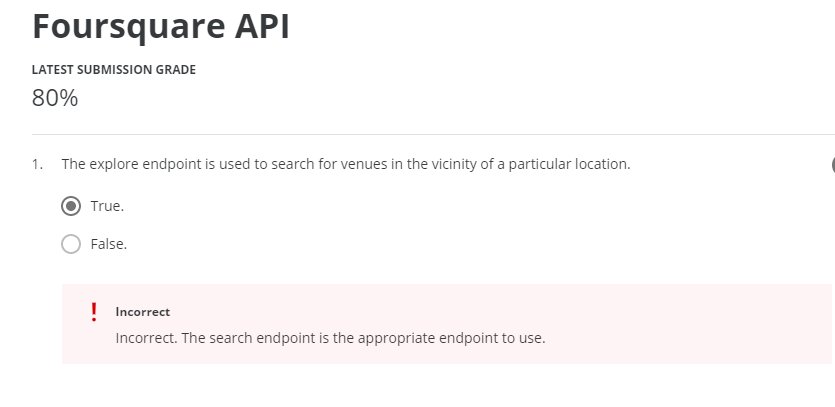 Foursquare API
LATEST SUBMISSION GRADE
80%
1. The explore endpoint is used to search for venues in the vicinity of a particular location.
True.
False.
! Incorrect
Incorrect. The search endpoint is the appropriate endpoint to use.